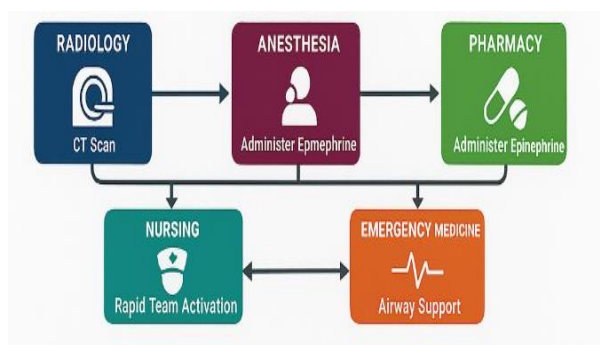 RADIOLOGY
CT Scan
ANESTHESIA
Administer Epmephrine
PHARMACY
Administer Epinephrine
NURSING
Rapid Team Activation
EMERGENCY MEDICINE
Airway Support